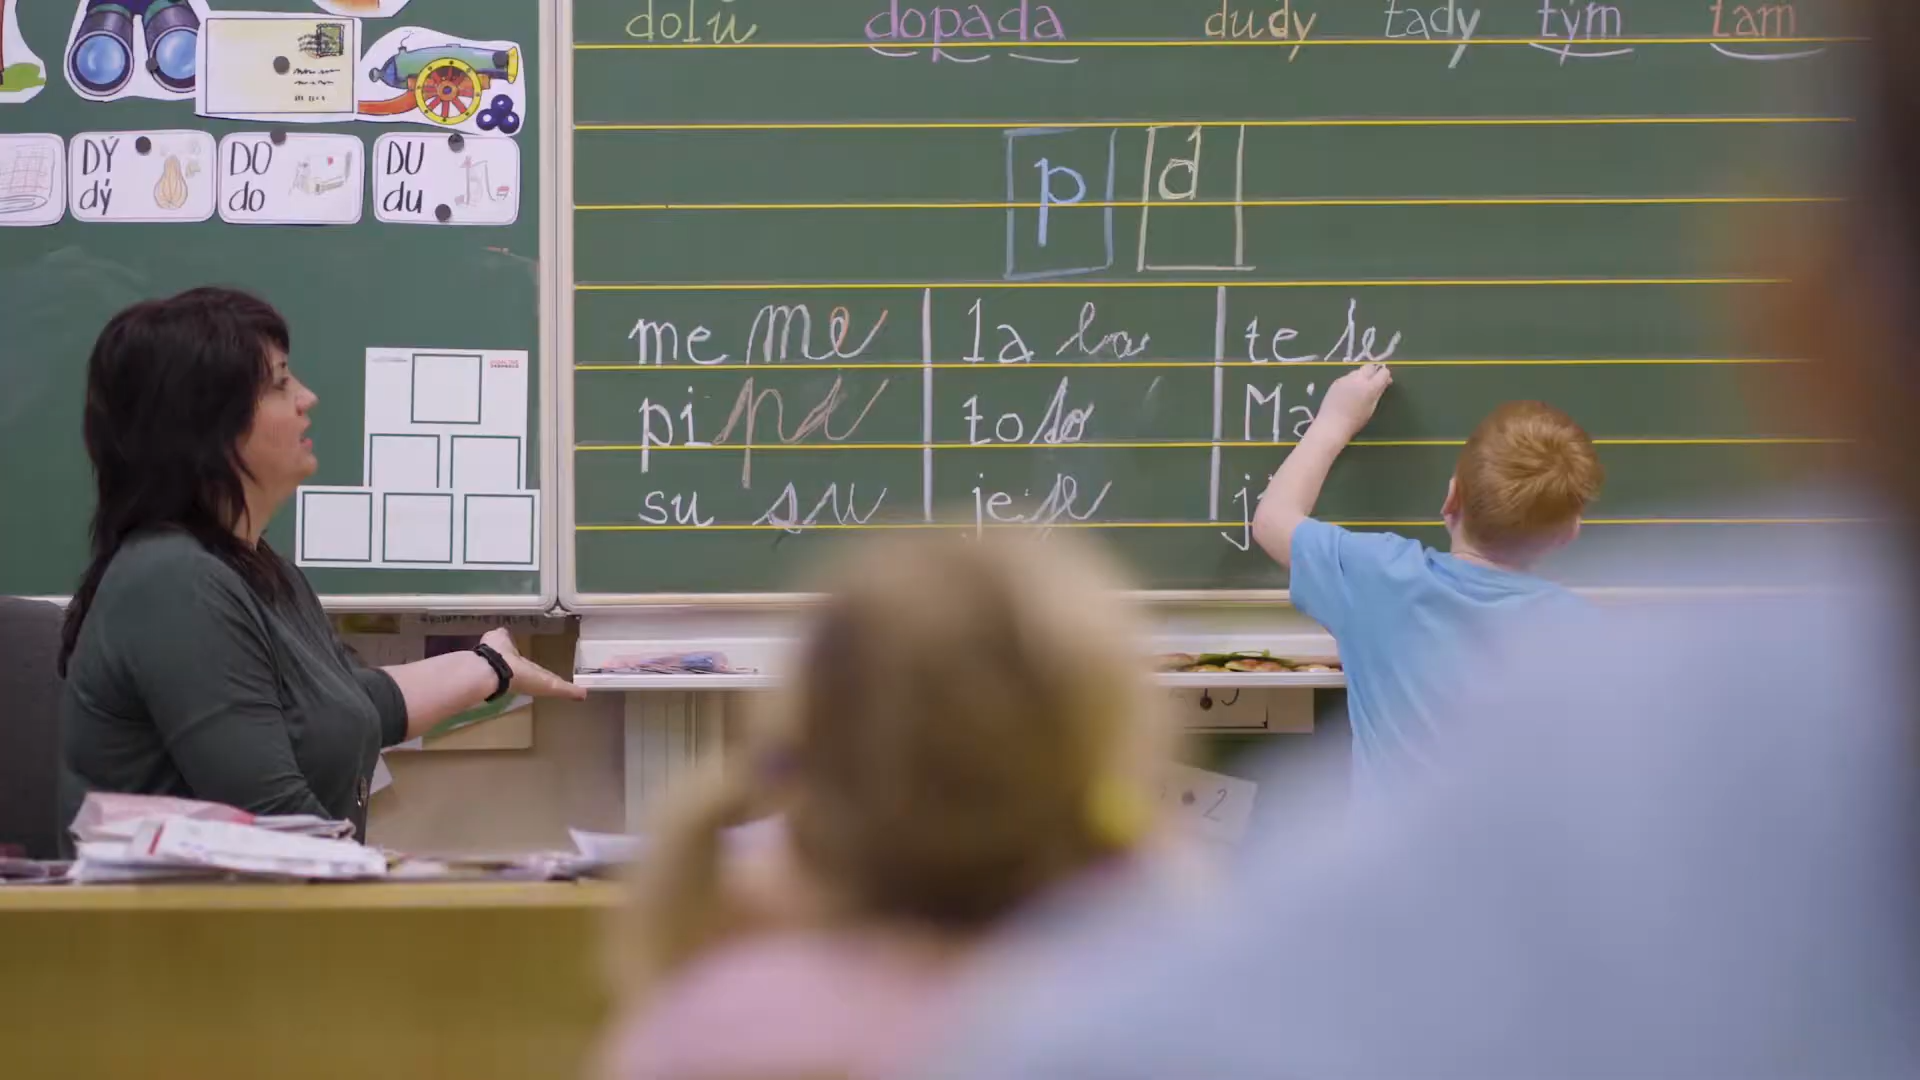 dolů dopadá dudy tady tým tam
DÝ DO DU
dý do du
p d
me me la la te te
pi pi to to Má
su su je je
2